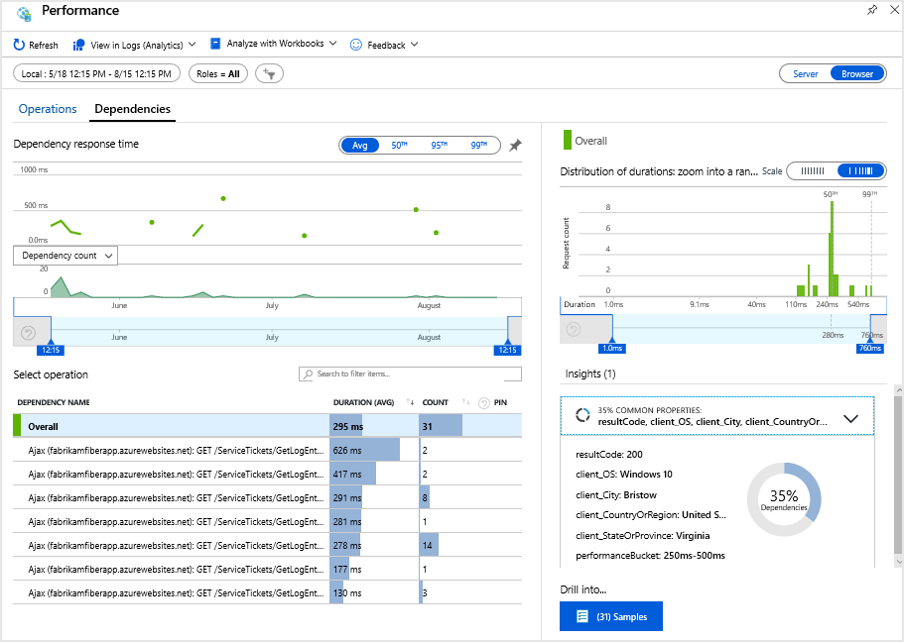 Performance
Refresh
View in Logs (Analytics)
Analyze with Workbooks
Feedback
Local : 5/18 12:15 PM - 8/15 12:15 PM
Roles = All
Server
Browser
Operations
Dependencies
Dependency response time
Avg
50TH
95TH
99TH
1000 ms
500 ms
0.0ms
Dependency count
20
0
June
July
August
June
July
August
12:15
12:15
Select operation
Search to filter items...
DEPENDENCY NAME
DURATION (AVG)
COUNT
PIN
Overall
295 ms
31
Ajax (fabrikamfiberapp.azurewebsites.net): GET /ServiceTickets/GetLogEnt...
626 ms
2
Ajax (fabrikamfiberapp.azurewebsites.net): GET /ServiceTickets/GetLogEnt...
417 ms
2
Ajax (fabrikamfiberapp.azurewebsites.net): GET /ServiceTickets/GetLogEnt...
291 ms
8
Ajax (fabrikamfiberapp.azurewebsites.net): GET /ServiceTickets/GetLogEnt...
281 ms
1
Ajax (fabrikamfiberapp.azurewebsites.net): GET /ServiceTickets/GetLogEnt...
278 ms
14
Ajax (fabrikamfiberapp.azurewebsites.net): GET /ServiceTickets/GetLogEnt...
177 ms
1
Ajax (fabrikamfiberapp.azurewebsites.net): GET /ServiceTickets/GetLogEnt...
130 ms
3
Overall
Distribution of durations: zoom into a ran...
Scale
50TH
99TH
Request count
8
6
4
2
0
Duration
1.0ms
9.1ms
40ms
110ms
240ms
540ms
280ms
760ms
1.0ms
760ms
Insights (1)
35% COMMON PROPERTIES:
resultCode, client_OS, client_City, client_CountryOr...
resultCode: 200
client_OS: Windows 10
client_City: Bristow
client_CountryOrRegion: United S...
client_StateOrProvince: Virginia
performanceBucket: 250ms-500ms
35%
Dependencies
Drill into...
(31) Samples